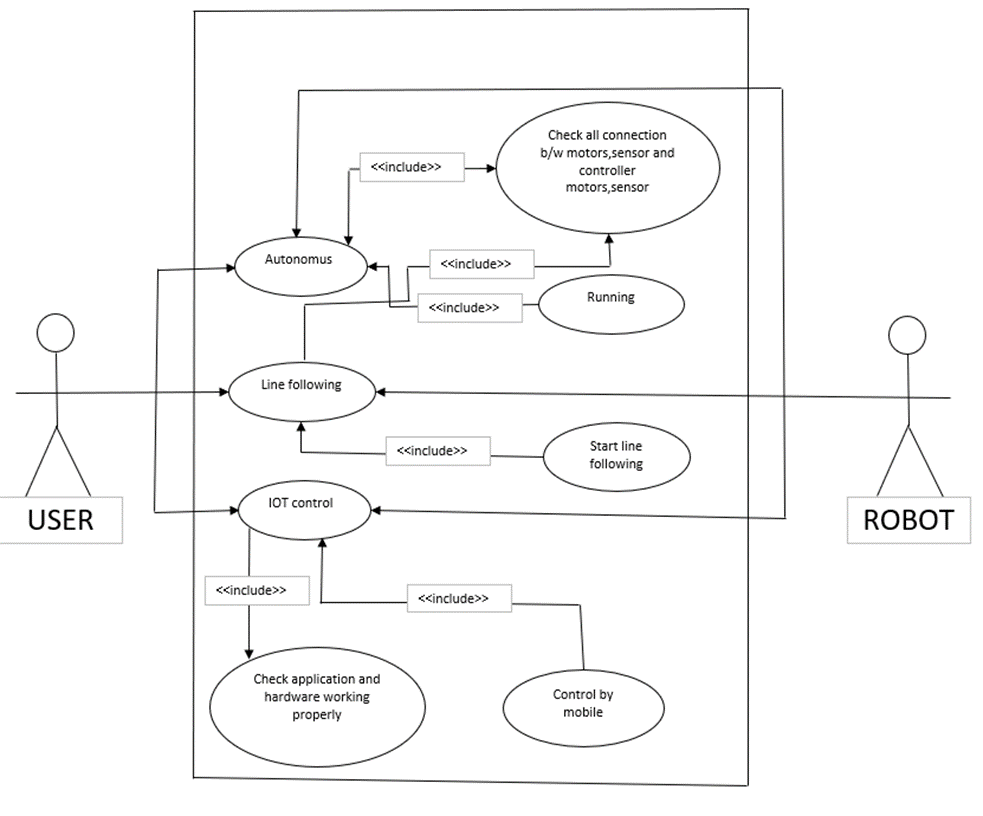 Check all connection
b/w motors,sensor and
controller
motors,sensor
<<include>>
Autonomus
<<include>>
Running
<<include>>
Line following
Start line
following
<<include>>
IOT control
USER
ROBOT
<<include>>
<<include>>
Check application and
hardware working
properly
Control by
mobile